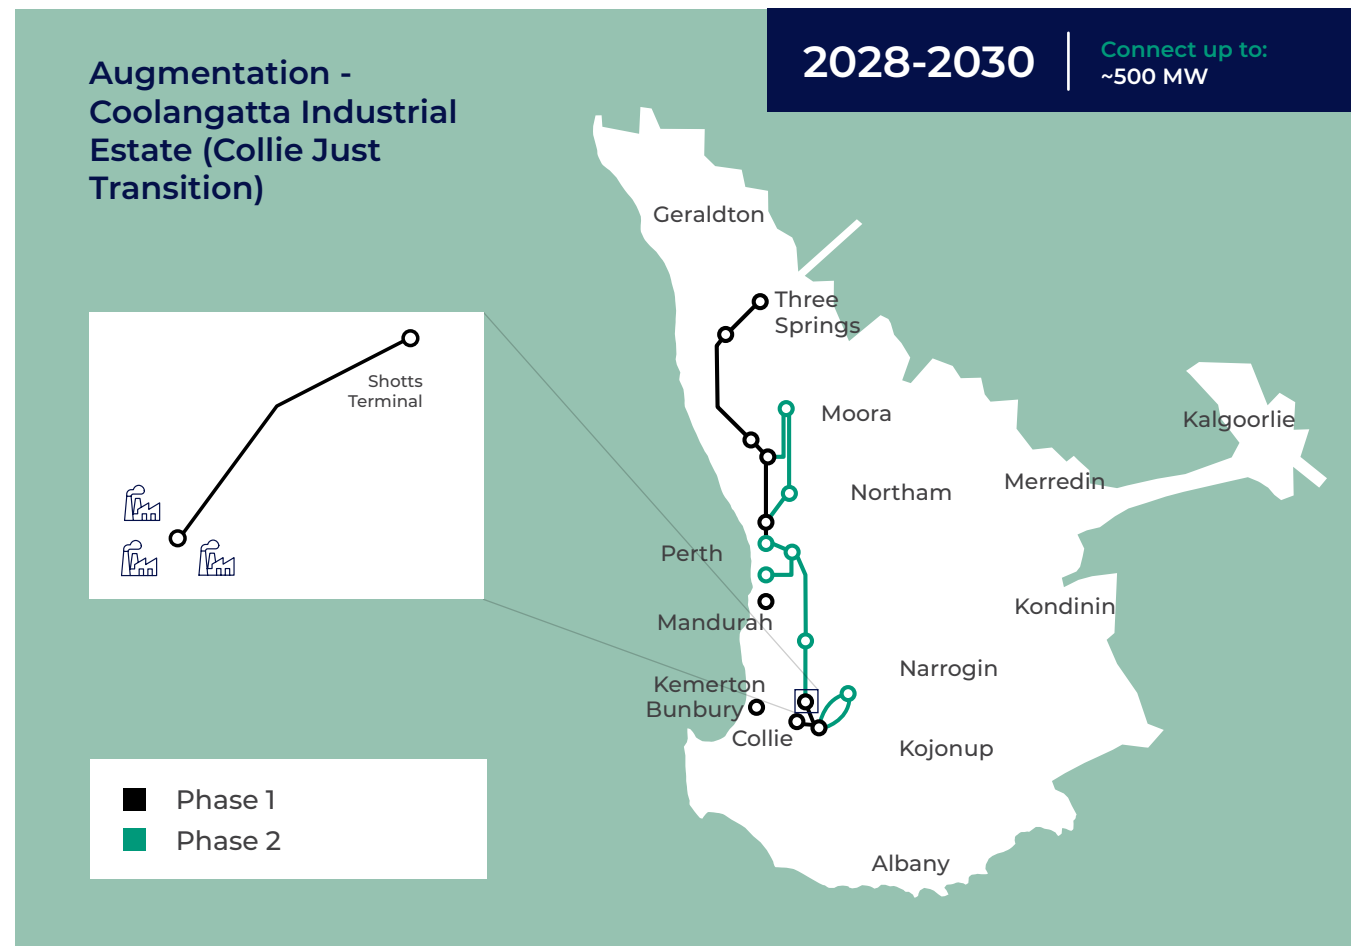 Augmentation -
Coolangatta Industrial
Estate (Collie Just
Transition)
2028-2030
Connect up to:
~500 MW
Geraldton
Three
Springs
Shotts
Terminal
Moora
Kalgoorlie
Merredin
Northam
Perth
Kondinin
Mandurah
Narrogin
Kemerton
Bunbury
Collie
Kojonup
Phase 1
Phase 2
Albany